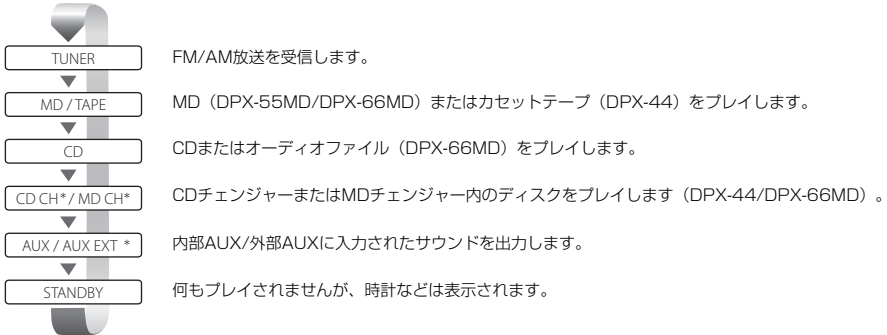 TUNER FM/AM放送を受信します。
MD / TAPE MD（DPX-55MD/DPX-66MD）またはカセットテープ（DPX-44）をプレイします。
CD CDまたはオーディオファイル（DPX-66MD）をプレイします。
CD CH*/ MD CH* CDチェンジャーまたはMDチェンジャー内のディスクをプレイします（DPX-44/DPX-66MD）。
AUX / AUX EXT * 内部AUX/外部AUXに入力されたサウンドを出力します。
STANDBY 何もプレイされませんが、時計などは表示されます。